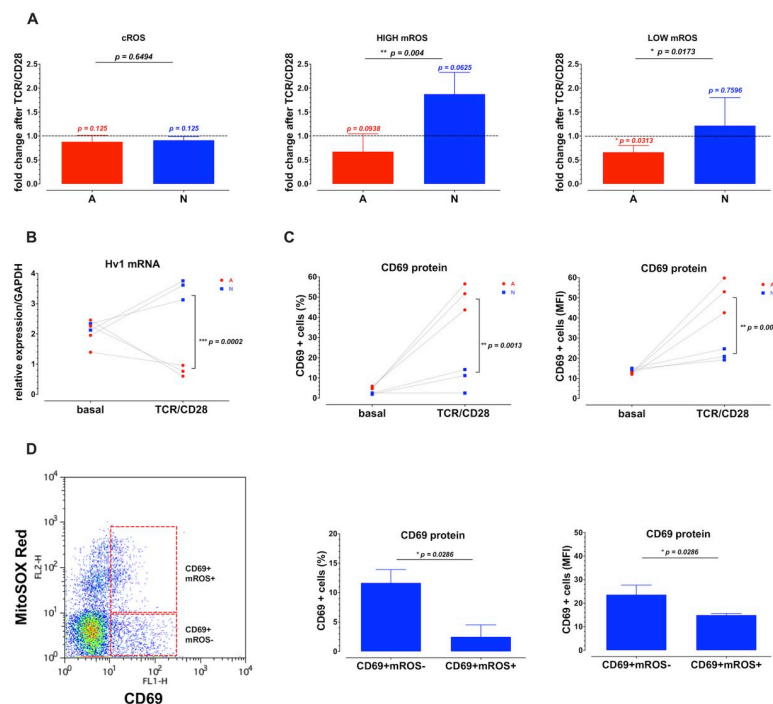 A
cROS
HIGH mROS
LOW mROS
fold change after TCR/CD28
2.5
2.0
1.5
1.0
0.5
0.0
p = 0.6494
p = 0.125
p = 0.125
A
N
fold change after TCR/CD28
2.5
2.0
1.5
1.0
0.5
0.0
** p = 0.004
p = 0.0938
p = 0.0625
A
N
fold change after TCR/CD28
2.5
2.0
1.5
1.0
0.5
0.0
* p = 0.0173
* p = 0.0313
p = 0.7596
A
N
B
Hv1 mRNA
relative expression/GAPDH
4
3
2
1
0
A
N
*** p = 0.0002
basal
TCR/CD28
C
CD69 protein
CD69 + cells (%)
60
50
40
30
20
10
0
A
N
** p = 0.0013
basal
TCR/CD28
CD69 protein
CD69 + cells (MFI)
60
50
40
30
20
10
0
A
N
** p = 0.00
basal
TCR/CD28
D
MitoSOX Red
FL2-H
10^4
10^3
10^2
10^1
10^0
CD69+
mROS+
CD69+
mROS-
10^0
10^1
10^2
10^3
10^4
FL1-H
CD69
CD69 protein
CD69 + cells (%)
20
15
10
5
0
* p = 0.0286
CD69+mROS-
CD69+mROS+
CD69 protein
CD69 + cells (MFI)
50
40
30
20
10
0
* p = 0.0286
CD69+mROS-
CD69+mROS+